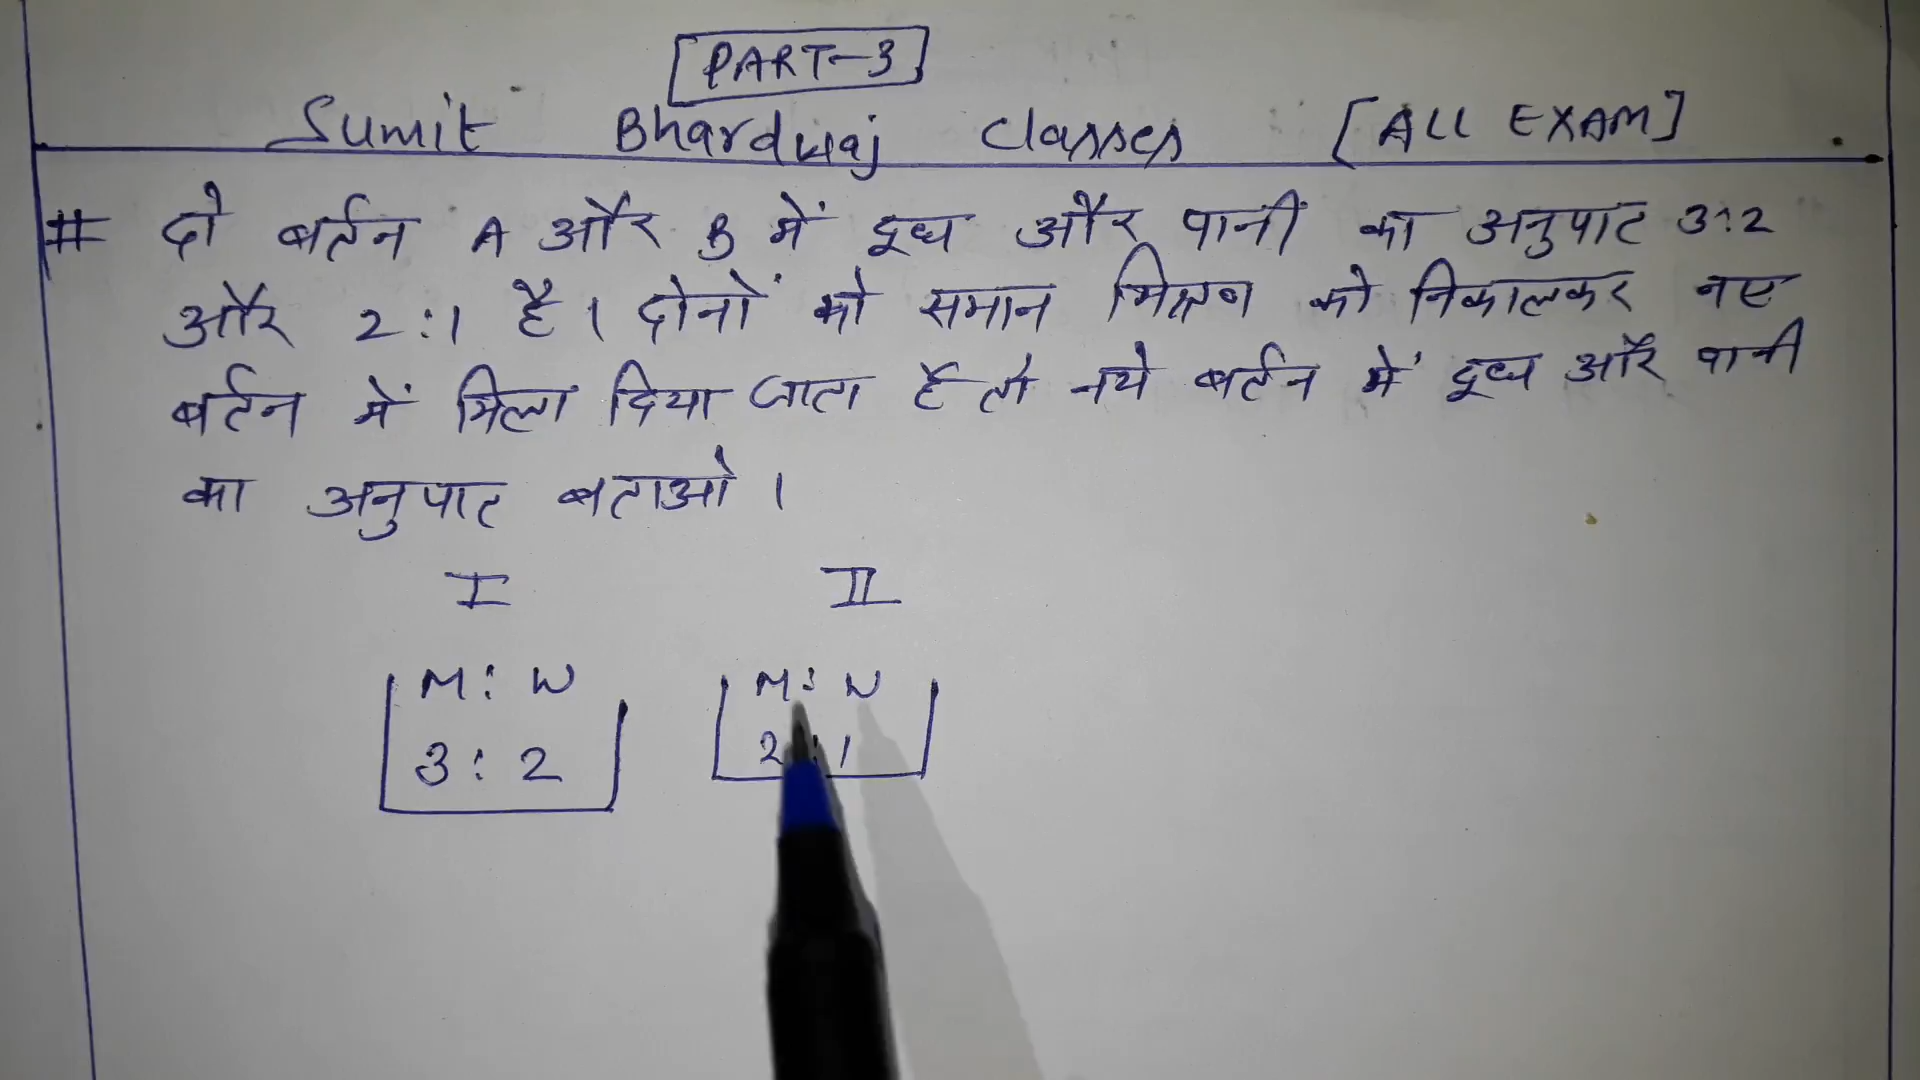 [PART-3]
Sumit Bhardwaj Classes [ALL EXAM]
# दो बर्तन A और B में दूध और पानी का अनुपात 3:2
और 2:1 है। दोनों को समान मिश्रण को निकालकर नए
बर्तन में मिला दिया जाता है तो नये बर्तन में दूध और पानी
का अनुपात बताओ।
I II
M : W M : W
3 : 2 2 : 1